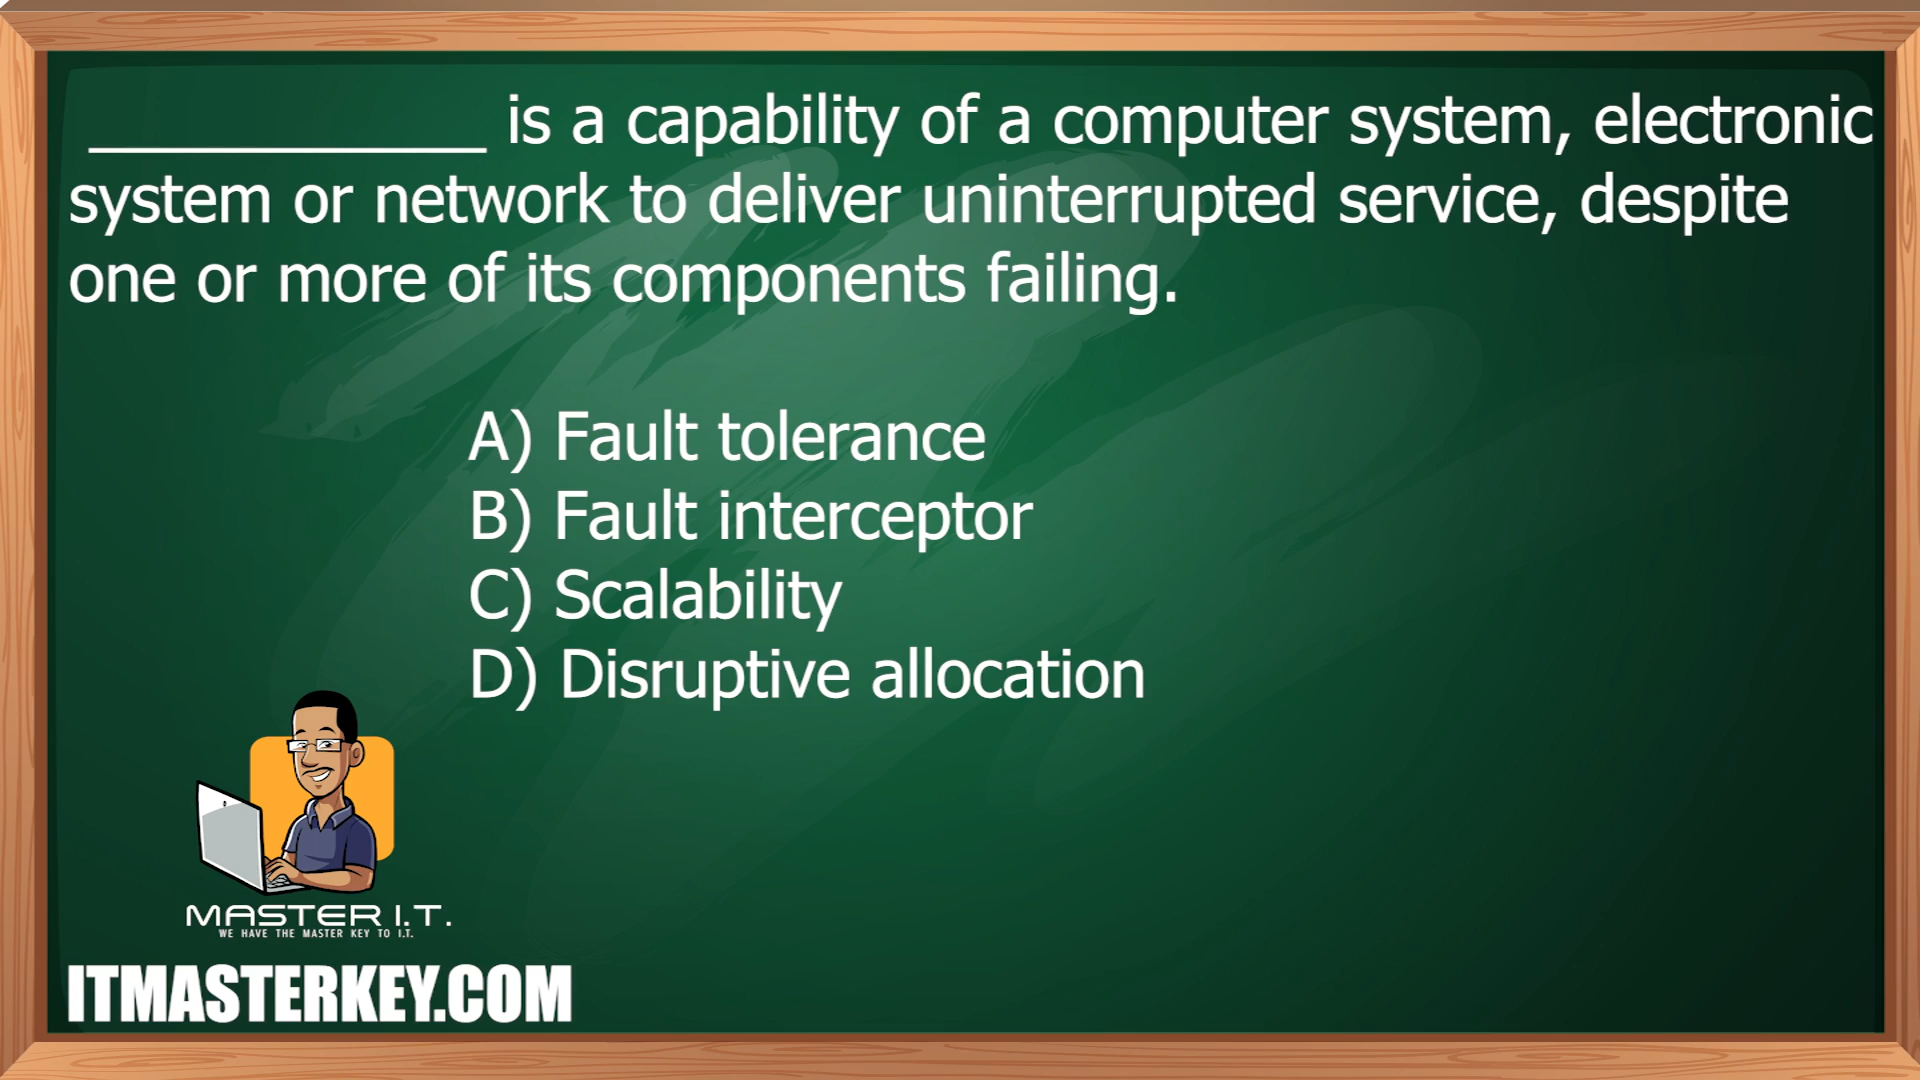 ____________ is a capability of a computer system, electronic
system or network to deliver uninterrupted service, despite
one or more of its components failing.
A) Fault tolerance
B) Fault interceptor
C) Scalability
D) Disruptive allocation
MASTER I.T.
WE HAVE THE MASTER KEY TO I.T.
ITMASTERKEY.COM